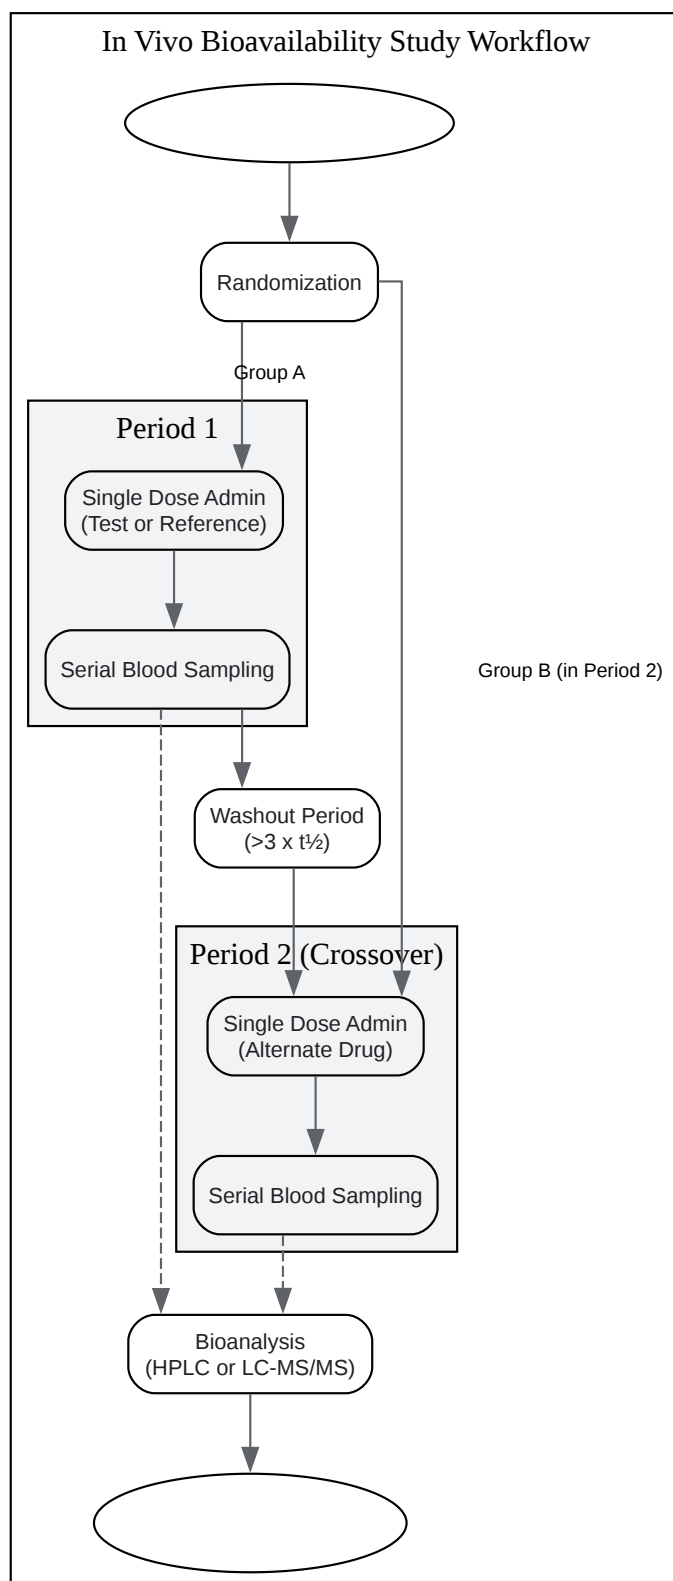 In Vivo Bioavailability Study Workflow
Randomization
Group A
Period 1
Single Dose Admin
(Test or Reference)
Serial Blood Sampling
Group B (in Period 2)
Washout Period
(>3 x t½)
Period 2 (Crossover)
Single Dose Admin
(Alternate Drug)
Serial Blood Sampling
Bioanalysis
(HPLC or LC-MS/MS)